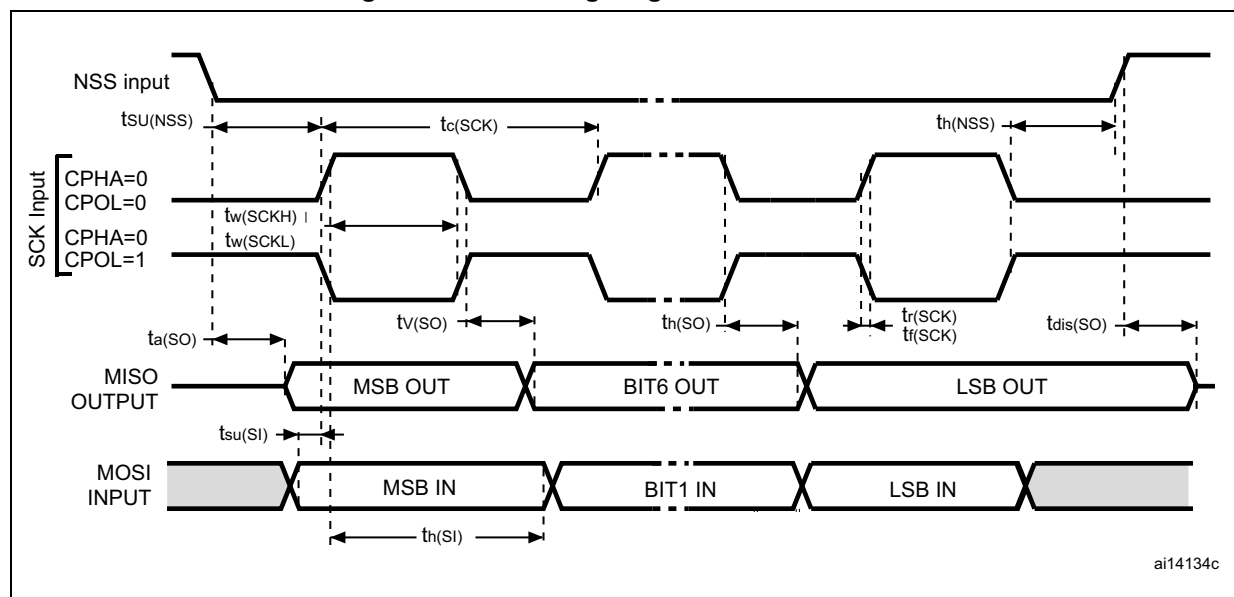 NSS input
tSU(NSS)
tc(SCK)
th(NSS)
SCK Input
CPHA=0
CPOL=0
tw(SCKH)
CPHA=0
tw(SCKL)
CPOL=1
tV(SO)
th(SO)
tr(SCK)
tf(SCK)
tdis(SO)
ta(SO)
MISO
OUTPUT
MSB OUT
BIT6 OUT
LSB OUT
tsu(SI)
MOSI
INPUT
MSB IN
BIT1 IN
LSB IN
th(SI)
ai14134c